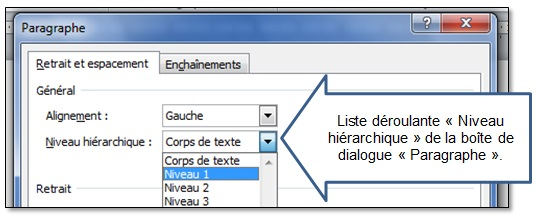 Paragraphe
Retrait et espacement Enchaînements
Général
Alignement : Gauche
Niveau hiérarchique : Corps de texte
Corps de texte
Niveau 1
Retrait Niveau 2
Niveau 3
Liste déroulante « Niveau
hiérarchique » de la boîte de
dialogue « Paragraphe ».